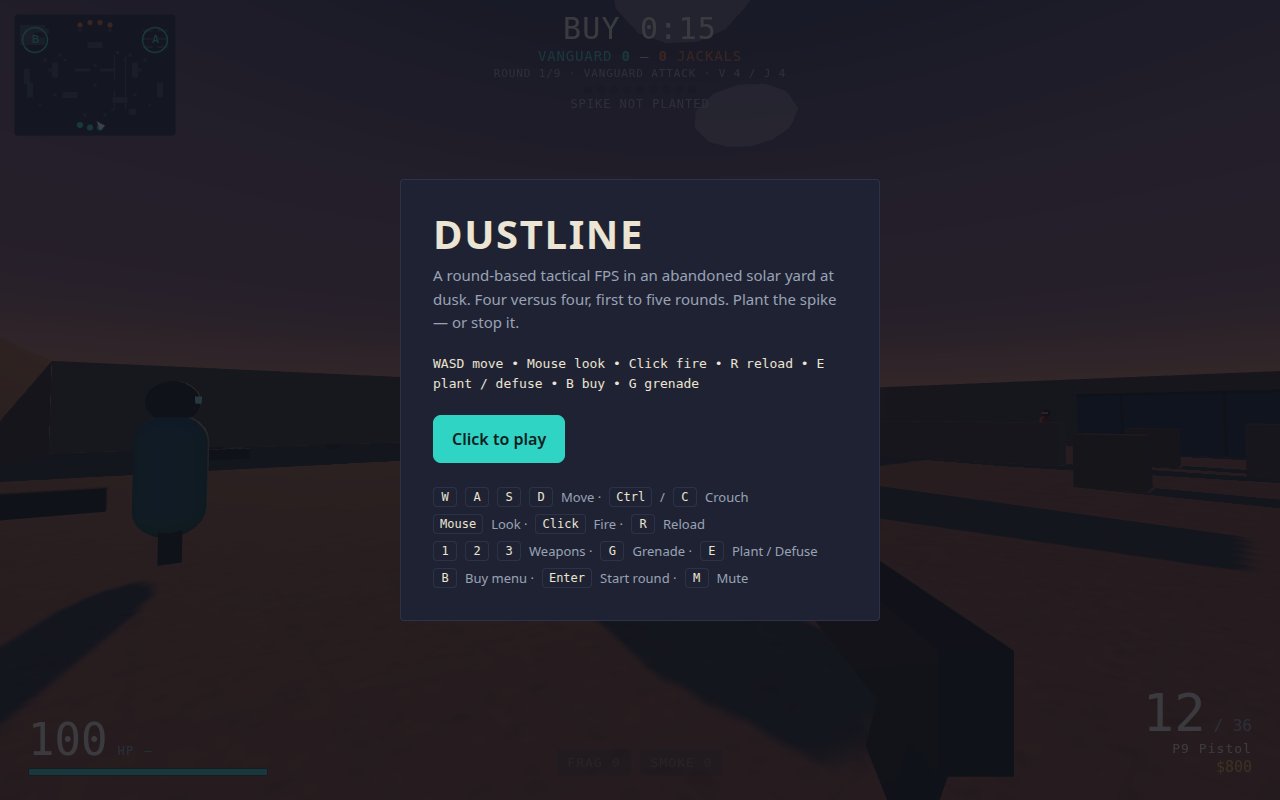 B
A
BUY 0:15
VANGUARD 0 — 0 JACKALS
ROUND 1/9 · VANGUARD ATTACK · V 4 / J 4
SPIKE NOT PLANTED
DUSTLINE
A round-based tactical FPS in an abandoned solar yard at
dusk. Four versus four, first to five rounds. Plant the spike
— or stop it.
WASD move • Mouse look • Click fire • R reload • E
plant / defuse • B buy • G grenade
Click to play
W A S D Move · Ctrl / C Crouch
Mouse Look · Click Fire · R Reload
1 2 3 Weapons · G Grenade · E Plant / Defuse
B Buy menu · Enter Start round · M Mute
100 HP —
FRAG 0 SMOKE 0
12 / 36
P9 Pistol
$800